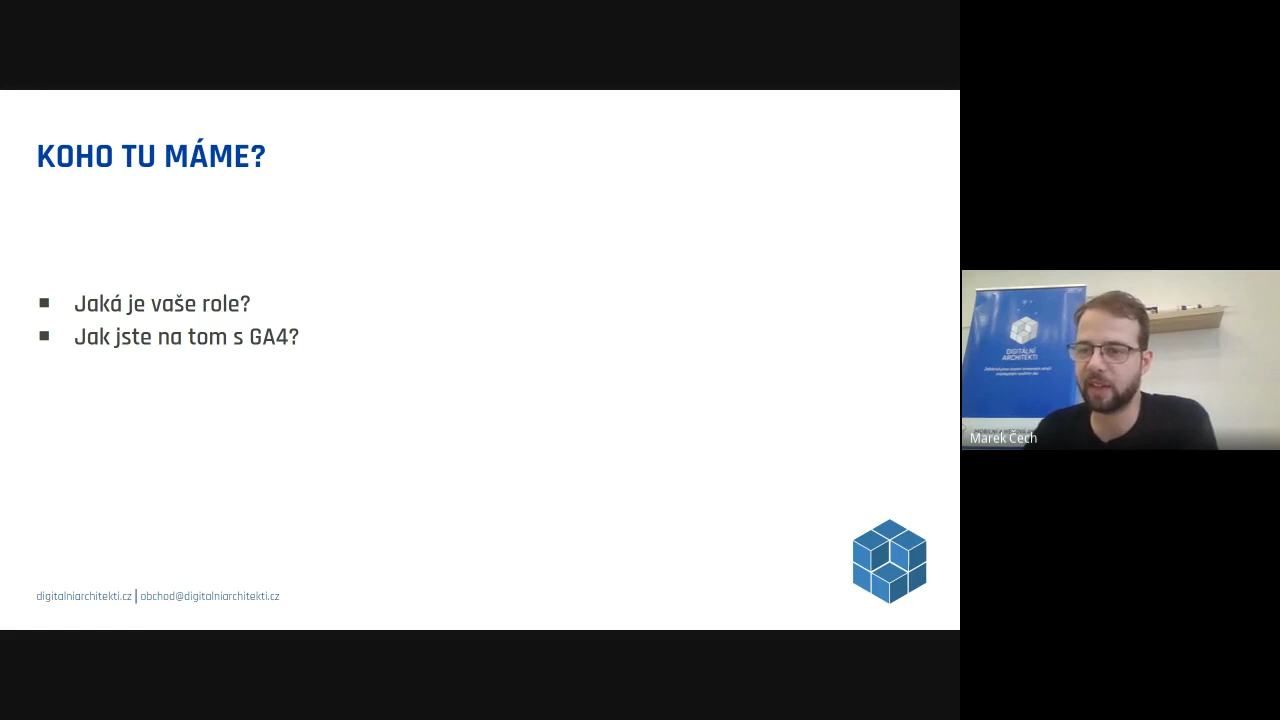 KOHO TU MÁME?
Jaká je vaše role?
Jak jste na tom s GA4?
digitalniarchitekti.cz | obchod@digitalniarchitekti.cz
DIGITÁLNÍ
ARCHITEKTI
Marek Čech